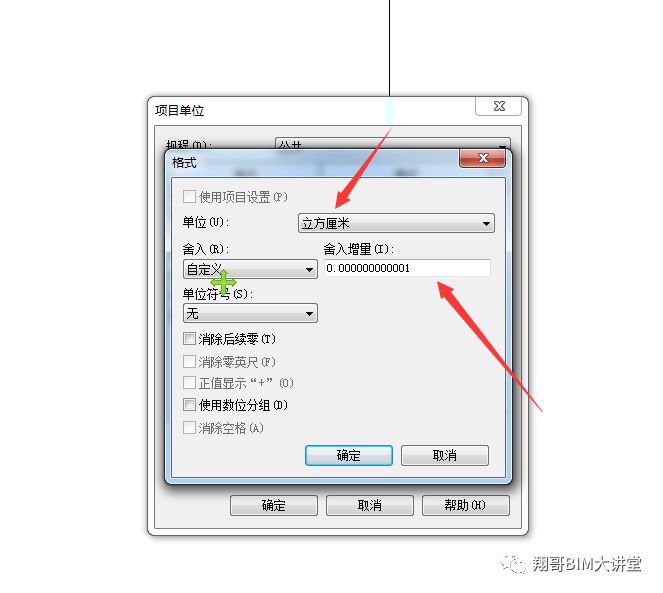 项目单位
规程(D):
公共
格式
使用项目设置(P)
单位(U):
立方厘米
舍入(R):
舍入增量(I):
自定义
0.000000000001
单位符号(S):
无
消除后续零(T)
消除零英尺(F)
正值显示“+”(O)
使用数位分组(D)
消除空格(A)
确定
取消
确定
取消
帮助(H)
翔哥BIM大讲堂